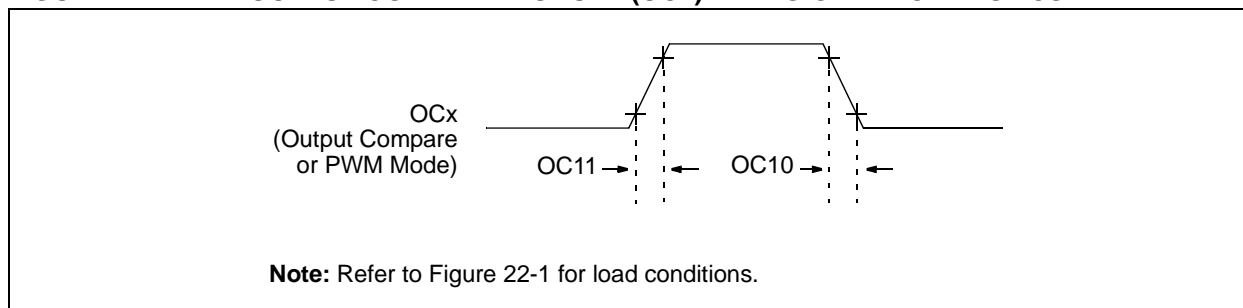 OCx
(Output Compare
or PWM Mode)
OC11
OC10
Note: Refer to Figure 22-1 for load conditions.